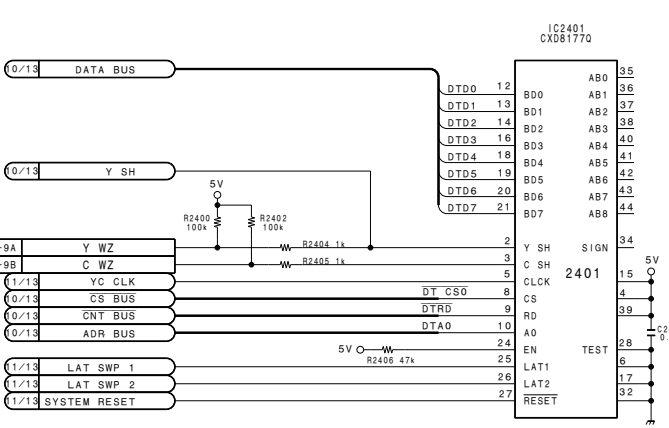 IC2401
CXD8177Q
10/13 DATA BUS
35
AB0
DTD0 12 BD0 AB1 36
DTD1 13 BD1 AB2 37
DTD2 14 BD2 AB3 38
DTD3 16 BD3 AB4 40
DTD4 18 BD4 AB5 41
DTD5 19 BD5 AB6 42
DTD6 20 BD6 AB7 43
DTD7 21 BD7 AB8 44
10/13 Y SH
5V
R2400 100k
R2402 100k
-9A Y WZ R2404 1k 2 Y SH SIGN 34
-9B C WZ R2405 1k 3 C SH
2401
5V
11/13 YC CLK 5 CLCK 15
10/13 CS BUS DT CS0 8 CS 4
10/13 CNT BUS DTRD 9 RD 39
10/13 ADR BUS DTA0 10 A0
C2
0.
5V R2406 47k 24 EN TEST 28
11/13 LAT SWP 1 25 LAT1 6
11/13 LAT SWP 2 26 LAT2 17
11/13 SYSTEM RESET 27 RESET 32